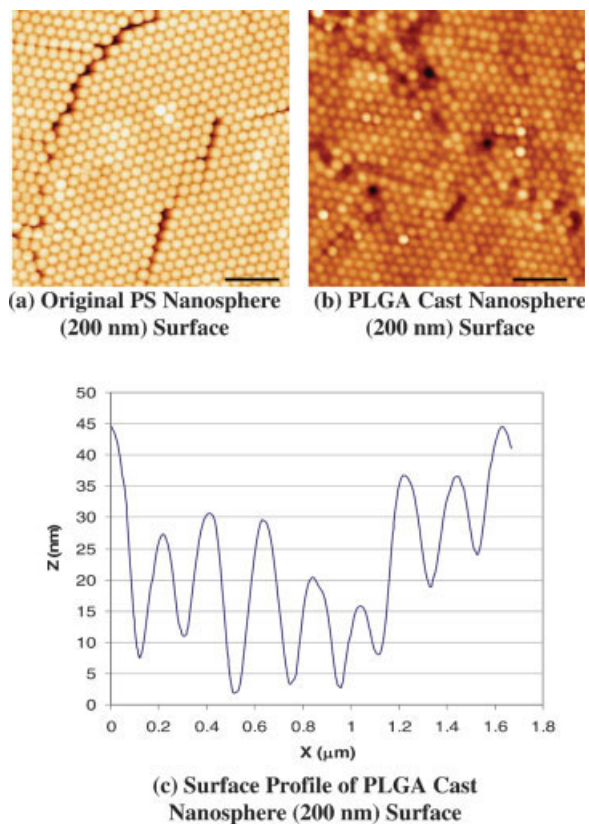 (a) Original PS Nanosphere
(200 nm) Surface
(b) PLGA Cast Nanosphere
(200 nm) Surface
50
45
40
35
30
25
20
15
10
5
0
Z (nm)
0 0.2 0.4 0.6 0.8 1 1.2 1.4 1.6 1.8
X (μm)
(c) Surface Profile of PLGA Cast
Nanosphere (200 nm) Surface